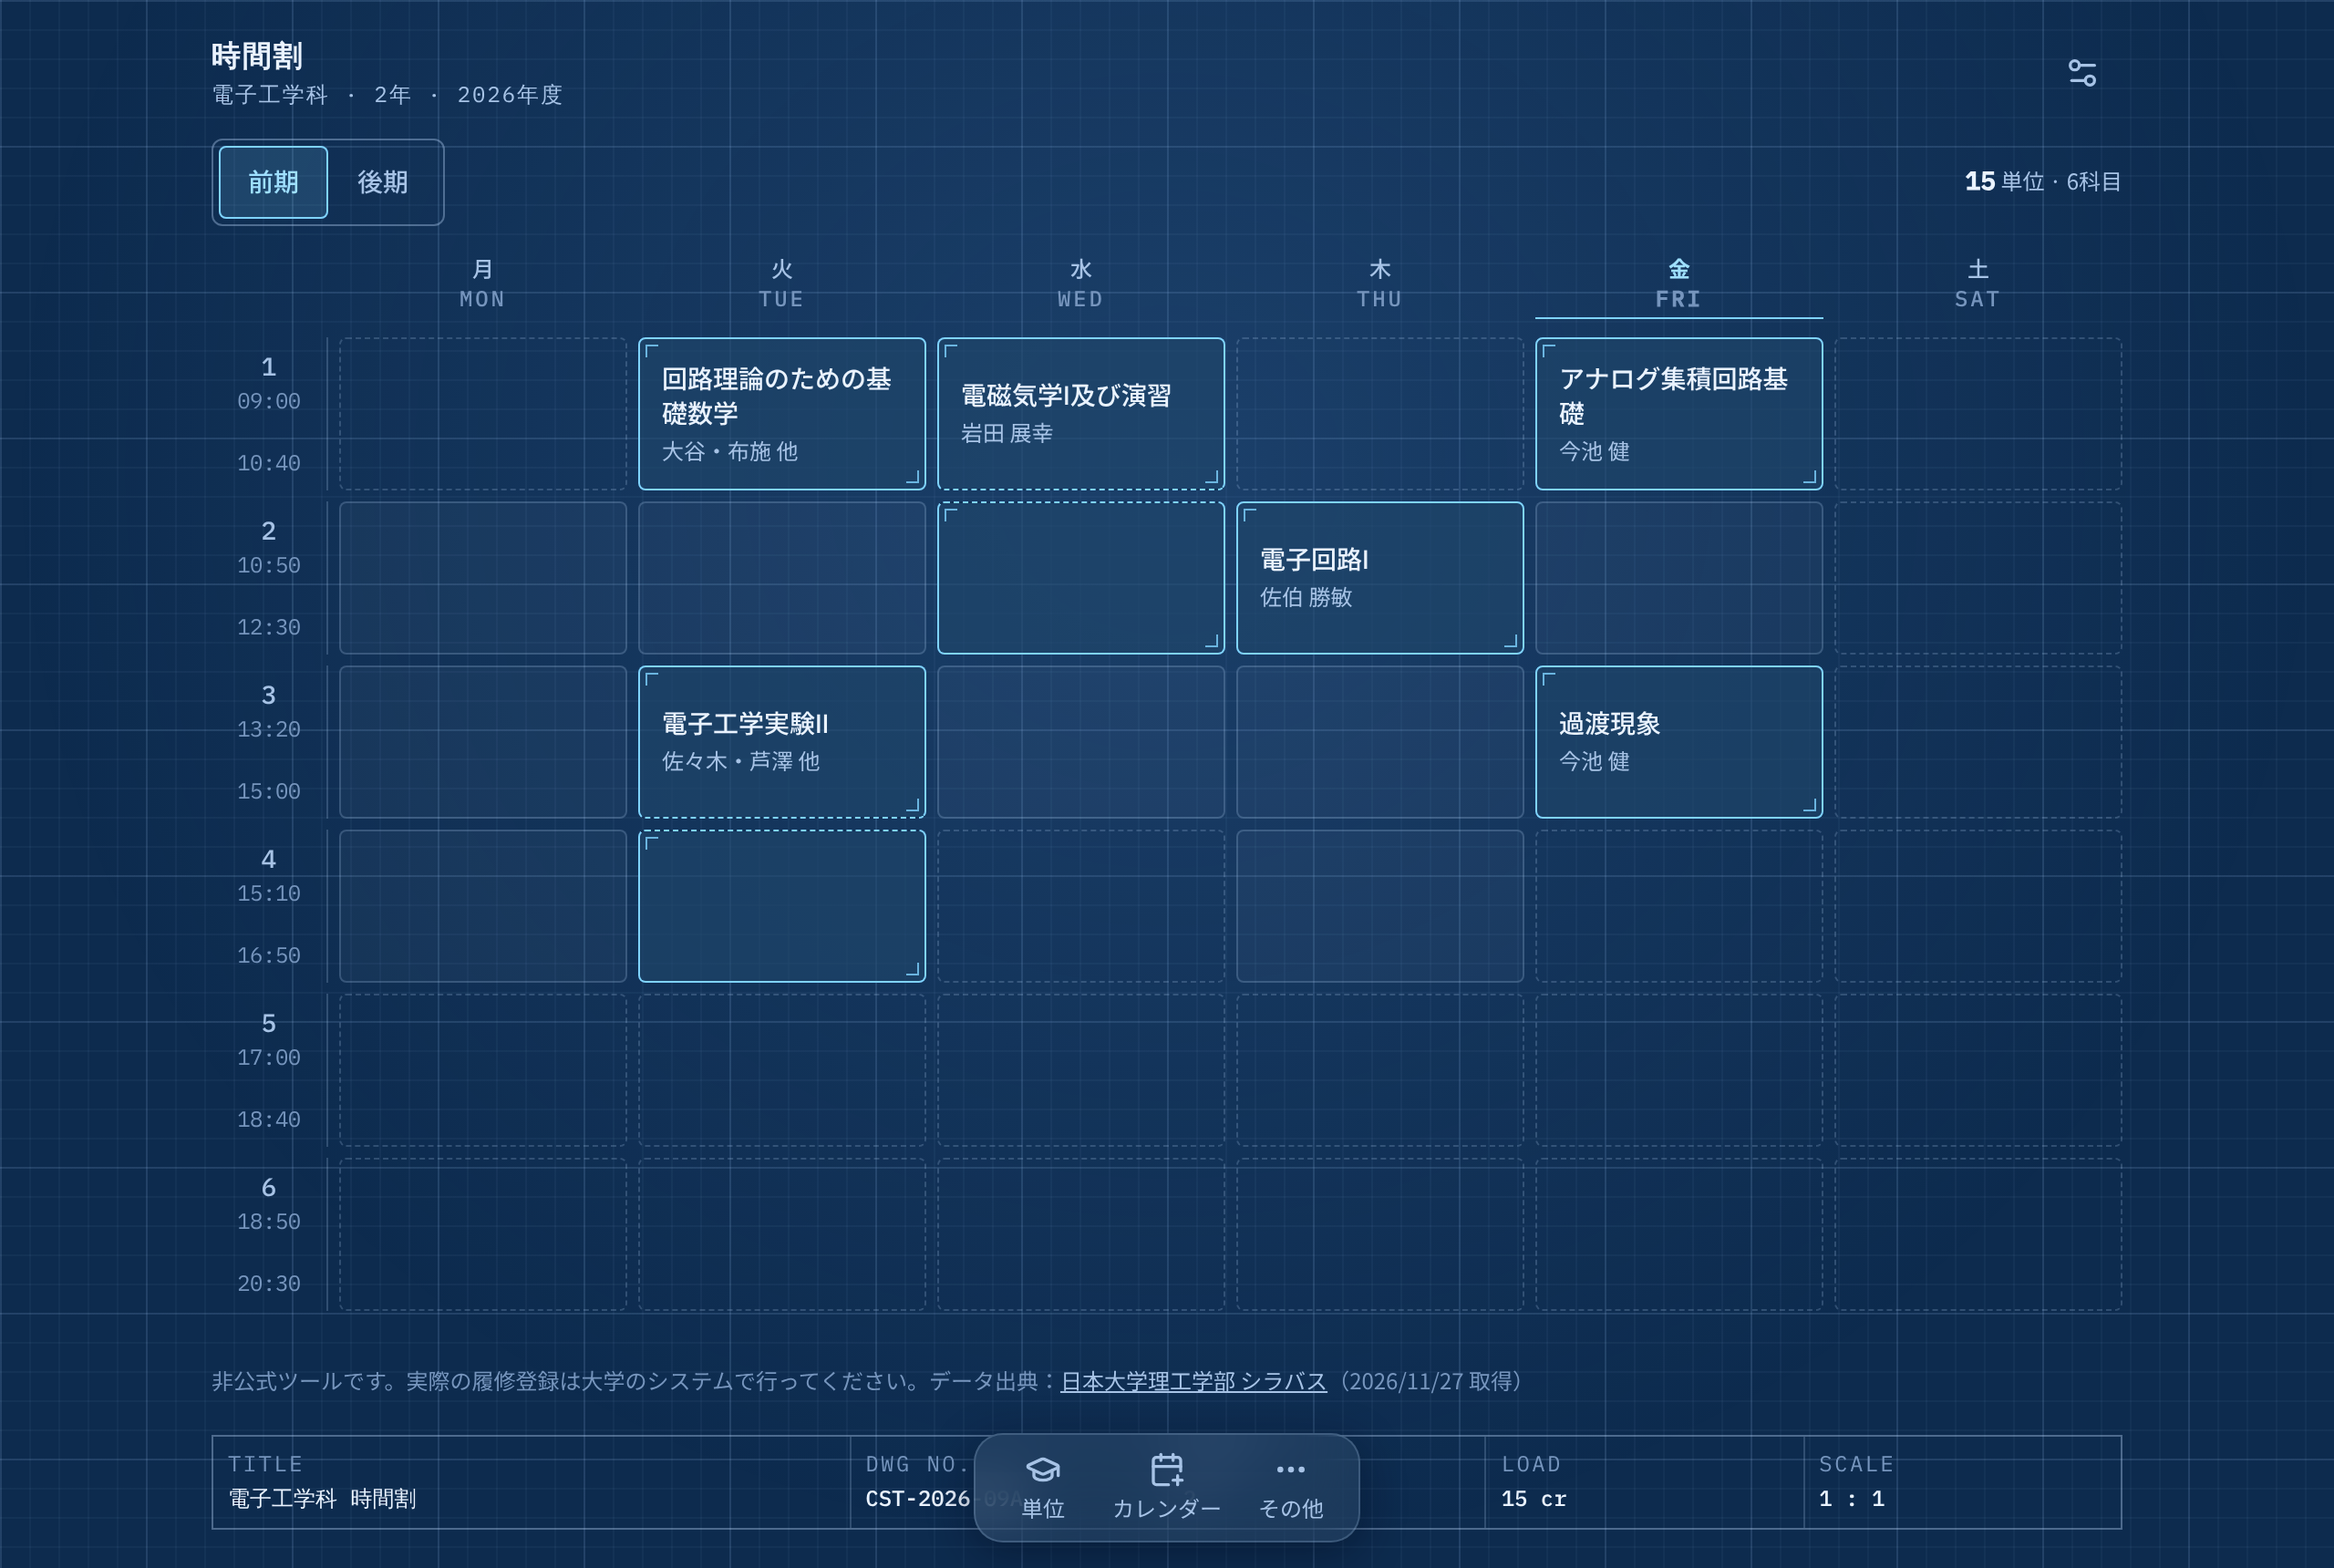 時間割
電子工学科 · 2年 · 2026年度
前期 後期
15 単位 · 6科目
月 火 水 木 金 土
MON TUE WED THU FRI SAT
1
09:00
10:40
回路理論のための基
礎数学
大谷・布施 他
電磁気学I及び演習
岩田 展幸
アナログ集積回路基
礎
今池 健
2
10:50
12:30
電子回路I
佐伯 勝敏
3
13:20
15:00
電子工学実験II
佐々木・芦澤 他
過渡現象
今池 健
4
15:10
16:50
5
17:00
18:40
6
18:50
20:30
非公式ツールです。実際の履修登録は大学のシステムで行ってください。データ出典：日本大学理工学部 シラバス（2026/11/27 取得）
TITLE
電子工学科 時間割
DWG NO.
CST-2026-09A
単位
カレンダー
その他
LOAD
15 cr
SCALE
1 : 1